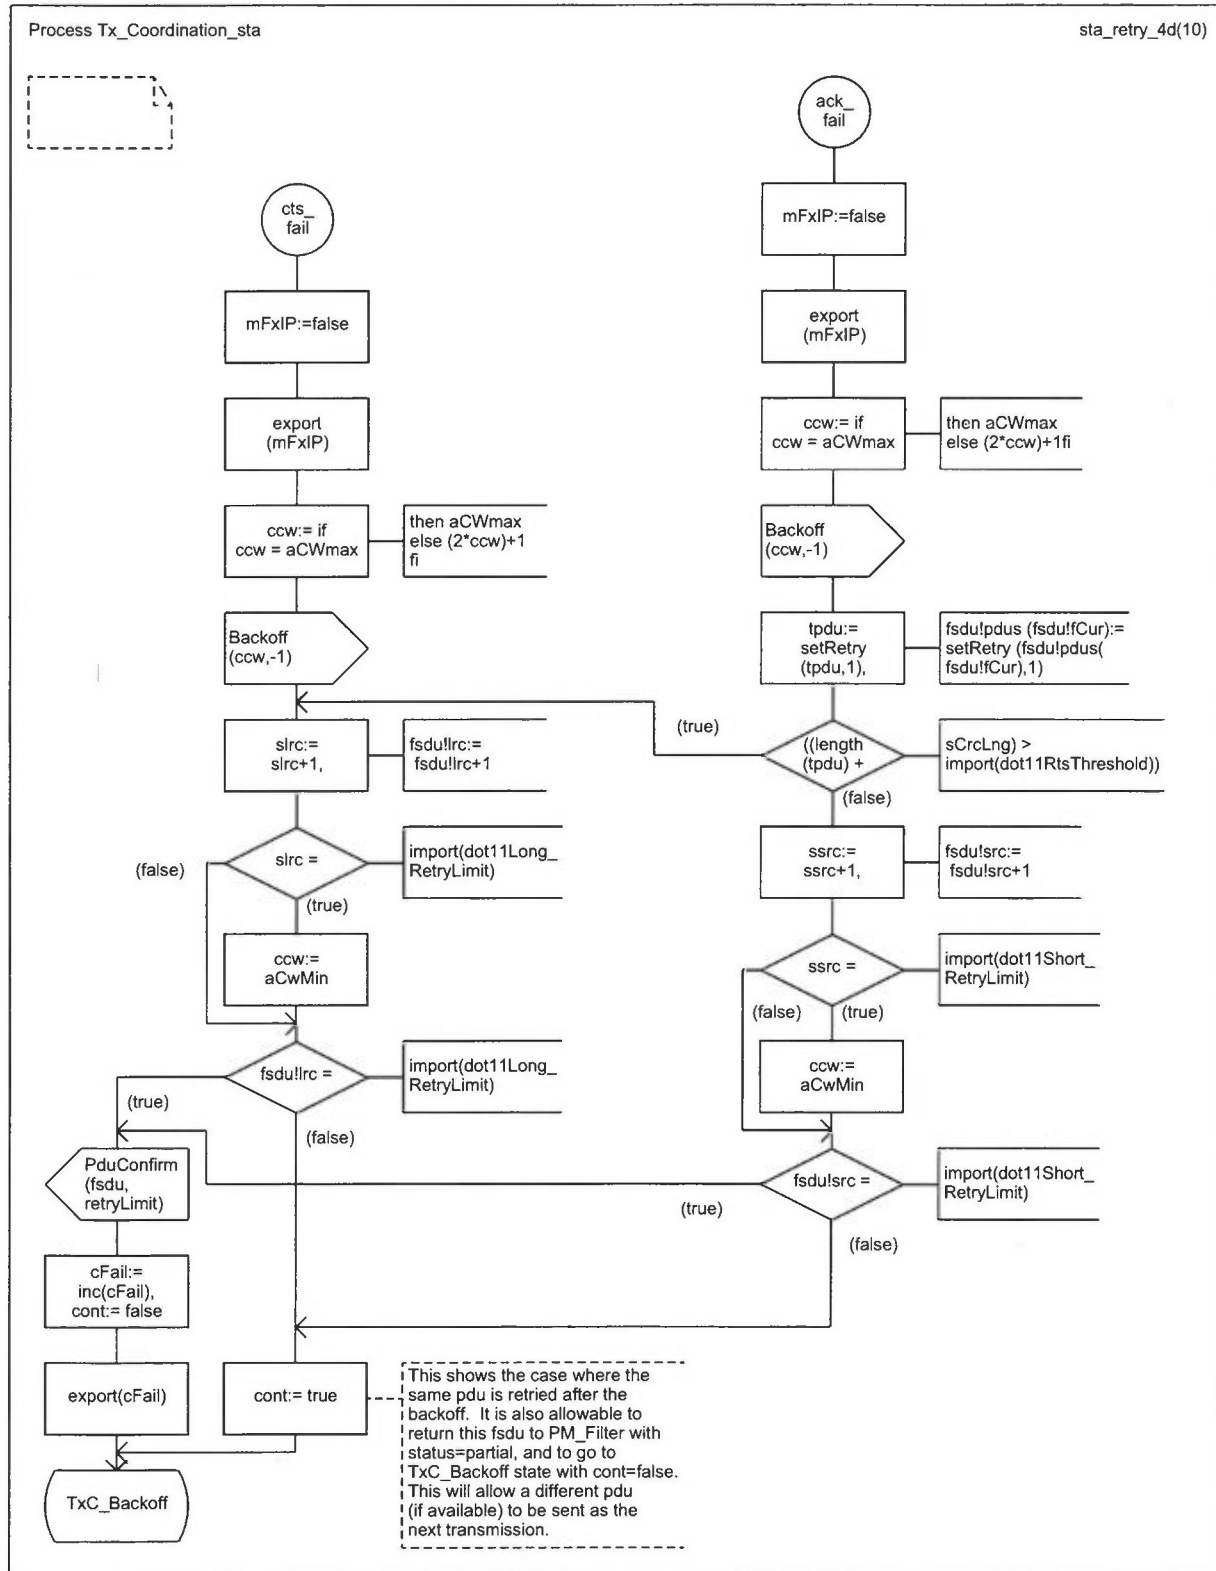 Process Tx_Coordination_sta
sta_retry_4d(10)
cts_
fail
mFxIP:=false
export
(mFxIP)
ccw:= if
ccw = aCWmax
then aCWmax
else (2*ccw)+1
fi
Backoff
(ccw,-1)
slrc:=
slrc+1,
fsdu!lrc:=
fsdu!lrc+1
(false)
slrc =
import(dot11Long_
RetryLimit)
(true)
ccw:=
aCwMin
fsdu!lrc =
import(dot11Long_
RetryLimit)
(true)
(false)
PduConfirm
(fsdu,
retryLimit)
cFail:=
inc(cFail),
cont:= false
export(cFail)
cont:= true
This shows the case where the
same pdu is retried after the
backoff. It is also allowable to
return this fsdu to PM_Filter with
status=partial, and to go to
TxC_Backoff state with cont=false.
This will allow a different pdu
(if available) to be sent as the
next transmission.
TxC_Backoff
ack_
fail
mFxIP:=false
export
(mFxIP)
ccw:= if
ccw = aCWmax
then aCWmax
else (2*ccw)+1fi
Backoff
(ccw,-1)
tpdu:=
setRetry
(tpdu,1),
fsdu!pdus (fsdu!fCur):=
setRetry (fsdu!pdus(
fsdu!fCur),1)
(true)
((length
(tpdu) +
sCrcLng) >
import(dot11RtsThreshold))
(false)
ssrc:=
ssrc+1,
fsdu!src:=
fsdu!src+1
ssrc =
import(dot11Short_
RetryLimit)
(false)
(true)
ccw:=
aCwMin
fsdu!src =
import(dot11Short_
RetryLimit)
(true)
(false)